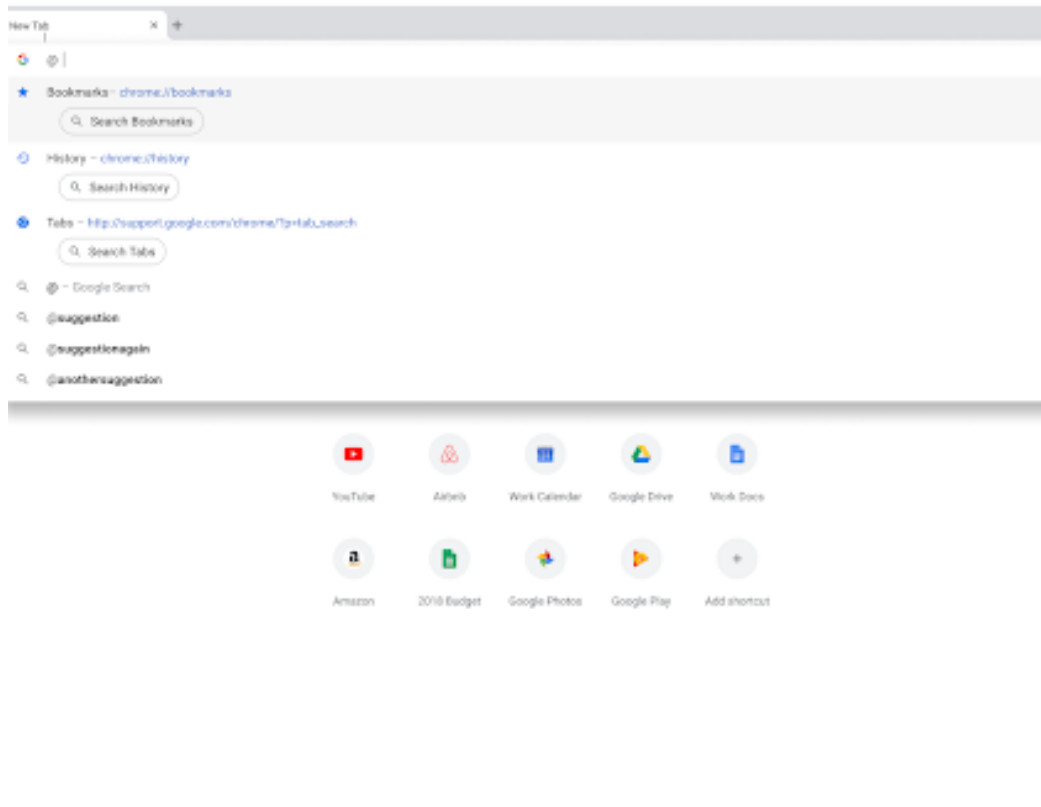 New Tab
@
Bookmarks - chrome://bookmarks
Search Bookmarks
History – chrome://history
Search History
Tabs – http://support.google.com/chrome/?p=tab_search
Search Tabs
@ – Google Search
@suggestion
@suggestionagain
@anothersuggestion
YouTube Airbnb Work Calendar Google Drive Work Docs
Amazon 2018 Budget Google Photos Google Play Add shortcut